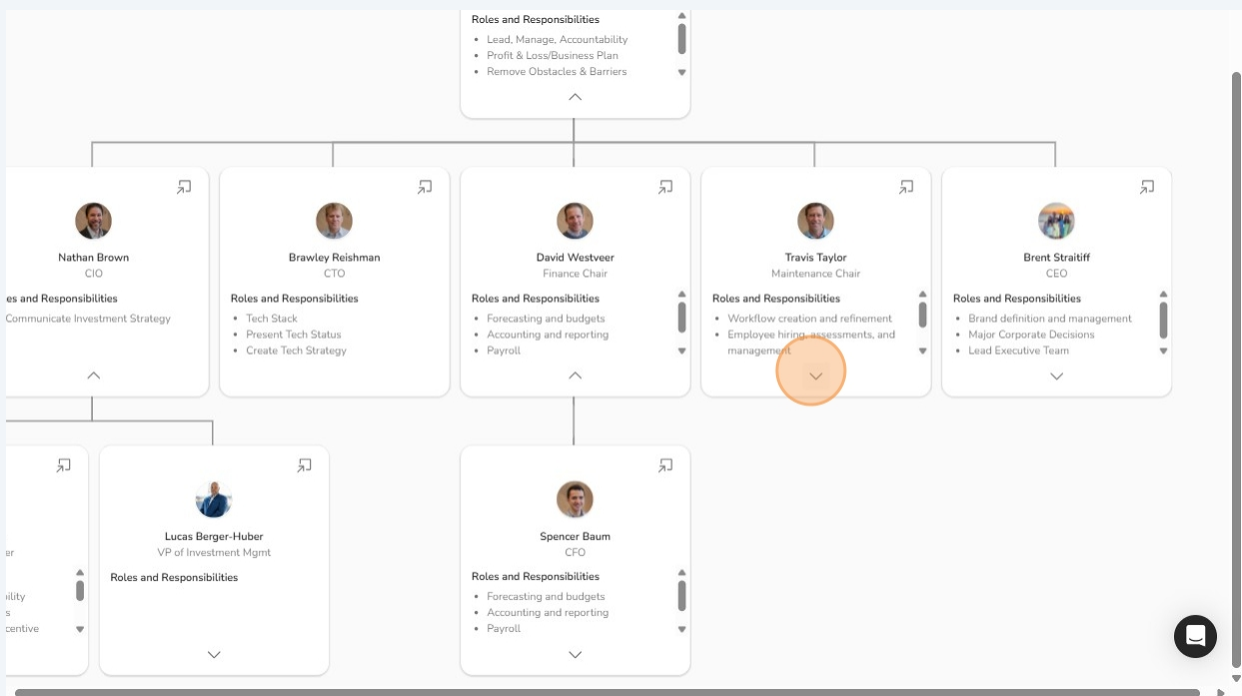 Roles and Responsibilities
Lead, Manage, Accountability
Profit & Loss/Business Plan
Remove Obstacles & Barriers
Nathan Brown
CIO
es and Responsibilities
Communicate Investment Strategy
Brawley Reishman
CTO
Roles and Responsibilities
Tech Stack
Present Tech Status
Create Tech Strategy
David Westveer
Finance Chair
Roles and Responsibilities
Forecasting and budgets
Accounting and reporting
Payroll
Travis Taylor
Maintenance Chair
Roles and Responsibilities
Workflow creation and refinement
Employee hiring, assessments, and
management
Brent Straitiff
CEO
Roles and Responsibilities
Brand definition and management
Major Corporate Decisions
Lead Executive Team
er
ility
s
centive
Lucas Berger-Huber
VP of Investment Mgmt
Roles and Responsibilities
Spencer Baum
CFO
Roles and Responsibilities
Forecasting and budgets
Accounting and reporting
Payroll